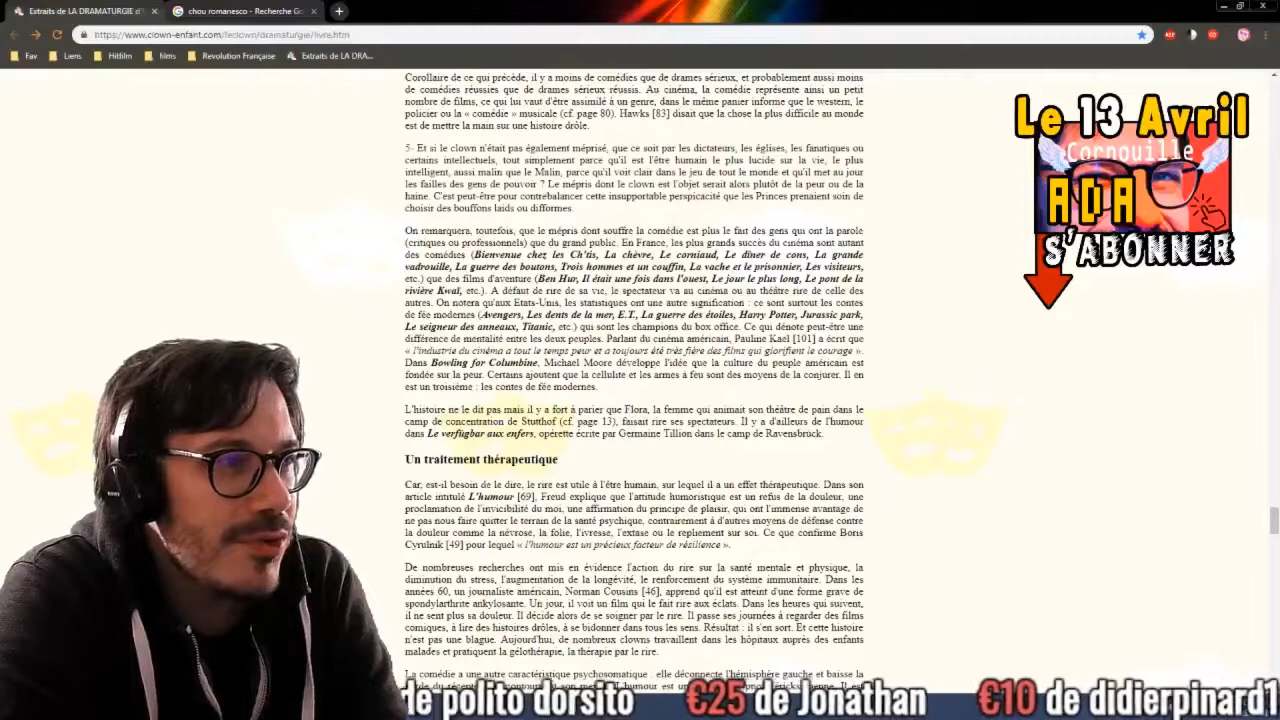 Extraits de LA DRAMATURGIE d'
chou romanesco - Recherche Go
https://www.clown-enfant.com/leclown/dramaturgie/livre.htm
Fav
Liens
Hitfilm
films
Revolution Française
Extraits de LA DRA...
Corollaire de ce qui précède, il y a moins de comédies que de drames sérieux, et probablement aussi moins
de comédies réussies que de drames sérieux réussis. Au cinéma, la comédie représente ainsi un petit
nombre de films, ce qui lui vaut d'être assimilé à un genre, dans le même panier informe que le western, le
policier ou la « comédie » musicale (cf. page 80). Hawks [83] disait que la chose la plus difficile au monde
est de mettre la main sur une histoire drôle.
5- Et si le clown n'était pas également méprisé, que ce soit par les dictateurs, les églises, les fanatiques ou
certains intellectuels, tout simplement parce qu'il est l'être humain le plus lucide sur la vie, le plus
intelligent, aussi malin que le Malin, parce qu'il voit clair dans le jeu de tout le monde et qu'il met au jour
les failles des gens de pouvoir ? Le mépris dont le clown est l'objet serait alors plutôt de la peur ou de la
haine. C'est peut-être pour contrebalancer cette insupportable perspicacité que les Princes prenaient soin de
choisir des bouffons laids ou difformes.
On remarquera, toutefois, que le mépris dont souffre la comédie est plus le fait des gens qui ont la parole
(critiques ou professionnels) que du grand public. En France, les plus grands succès du cinéma sont autant
des comédies (Bienvenue chez les Ch'tis, La chèvre, Le corniaud, Le dîner de cons, La grande
vadrouille, La guerre des boutons, Trois hommes et un couffin, La vache et le prisonnier, Les visiteurs,
etc.) que des films d'aventure (Ben Hur, Il était une fois dans l'ouest, Le jour le plus long, Le pont de la
rivière Kwaï, etc.). A défaut de rire de sa vie, le spectateur va au cinéma ou au théâtre rire de celle des
autres. On notera qu'aux Etats-Unis, les statistiques ont une autre signification : ce sont surtout les contes
de fée modernes (Avengers, Les dents de la mer, E.T., La guerre des étoiles, Harry Potter, Jurassic park,
Le seigneur des anneaux, Titanic, etc.) qui sont les champions du box office. Ce qui dénote peut-être une
différence de mentalité entre les deux peuples. Parlant du cinéma américain, Pauline Kael [101] a écrit que
« l'industrie du cinéma a tout le temps peur et a toujours été très fière des films qui glorifient le courage ».
Dans Bowling for Columbine, Michael Moore développe l'idée que la culture du peuple américain est
fondée sur la peur. Certains ajoutent que la cellulite et les armes à feu sont des moyens de la conjurer. Il en
est un troisième : les contes de fée modernes.
L'histoire ne le dit pas mais il y a fort à parier que Flora, la femme qui animait son théâtre de pain dans le
camp de concentration de Stutthof (cf. page 13), faisait rire ses spectateurs. Il y a d'ailleurs de l'humour
dans Le verfügbar aux enfers, opérette écrite par Germaine Tillion dans le camp de Ravensbrück.
Un traitement thérapeutique
Car, est-il besoin de le dire, le rire est utile à l'être humain, sur lequel il a un effet thérapeutique. Dans son
article intitulé L'humour [69], Freud explique que l'attitude humoristique est un refus de la douleur, une
proclamation de l'invicibilité du moi, une affirmation du principe de plaisir, qui ont l'immense avantage de
ne pas nous faire quitter le terrain de la santé psychique, contrairement à d'autres moyens de défense contre
la douleur comme la névrose, la folie, l'ivresse, l'extase ou le repliement sur soi. Ce que confirme Boris
Cyrulnik [49] pour lequel « l'humour est un précieux facteur de résilience ».
De nombreuses recherches ont mis en évidence l'action du rire sur la santé mentale et physique, la
diminution du stress, l'augmentation de la longévité, le renforcement du système immunitaire. Dans les
années 60, un journaliste américain, Norman Cousins [46], apprend qu'il est atteint d'une forme grave de
spondylarthrite ankylosante. Un jour, il voit un film qui le fait rire aux éclats. Dans les heures qui suivent,
il ne sent plus sa douleur. Il décide alors de se soigner par le rire. Il passe ses journées à regarder des films
comiques, à lire des histoires drôles, à se bidonner dans tous les sens. Résultat : il s'en sort. Et cette histoire
n'est pas une blague. Aujourd'hui, de nombreux clowns travaillent dans les hôpitaux auprès des enfants
malades et pratiquent la gélothérapie, la thérapie par le rire.
La comédie a une autre caractéristique psychosomatique : elle déconnecte l'hémisphère gauche et baisse la
Le 13 Avril
Cornouille
ADA
S'ABONNER
le polito dorsito €25 de Jonathan €10 de didierpinard1